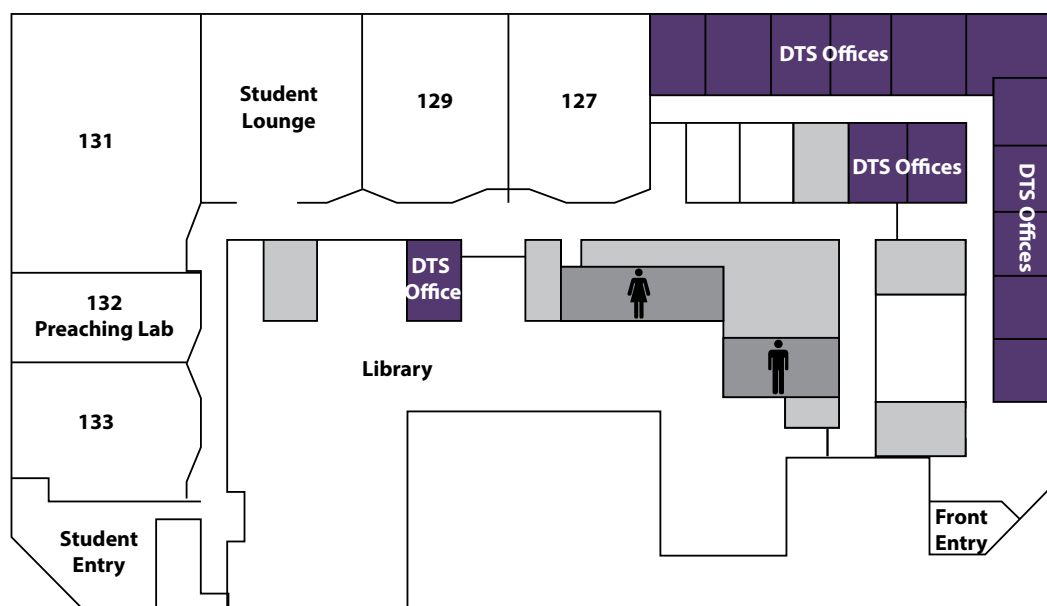 DTS Offices
Student
Lounge
129
127
131
DTS Offices
DTS Offices
DTS
Office
132
Preaching Lab
Library
133
Front
Entry
Student
Entry